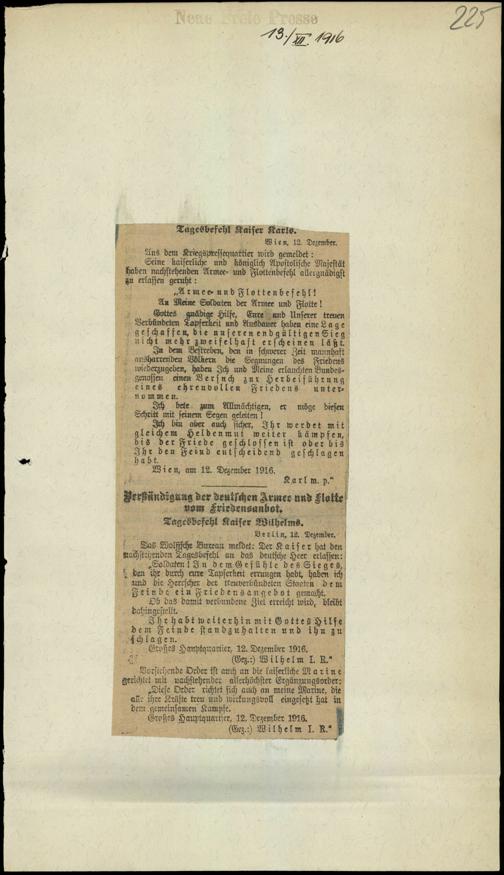 Neue Freie Presse
225
13./XII. 1916
Tagesbefehl Kaiser Karls.
Wien, 12. Dezember.
Aus dem Kriegspressequartier wird gemeldet:
Seine kaiserliche und königlich Apostolische Majestät
haben nachstehenden Armee- und Flottenbefehl allergnädigst
zu erlassen geruht:
„Armee- und Flottenbefehl!
An Meine Soldaten der Armee und Flotte!
Gottes gnädige Hilfe, Eure und Unserer treuen
Verbündeten Tapferkeit und Ausdauer haben eine Lage
geschaffen, die unseren endgültigen Sieg
nicht mehr zweifelhaft erscheinen läßt.
In dem Bestreben, den in schwerer Zeit mannhaft
ausharrenden Völkern die Segnungen des Friedens
wiederzugeben, haben Ich und Meine erlauchten Bundes-
genossen einen Versuch zur Herbeiführung
eines ehrenvollen Friedens unter-
nommen.
Ich bete zum Allmächtigen, er möge diesen
Schritt mit seinem Segen geleiten!
Ich bin aber auch sicher, Ihr werdet mit
gleichem Heldenmut weiter kämpfen,
bis der Friede geschlossen ist oder bis
Ihr den Feind entscheidend geschlagen
habt.
Wien, am 12. Dezember 1916.
Karl m. p.“
Verständigung der deutschen Armee und Flotte
vom Friedensanbot.
Tagesbefehl Kaiser Wilhelms.
Berlin, 12. Dezember.
Das Wolffsche Bureau meldet: Der Kaiser hat den
nachstehenden Tagesbefehl an das deutsche Heer erlassen:
„Soldaten! In dem Gefühle des Sieges,
den ihr durch eure Tapferkeit errungen habt, haben ich
und die Herrscher der treuverbündeten Staaten dem
Feinde ein Friedensangebot gemacht.
Ob das damit verbundene Ziel erreicht wird, bleibt
dahingestellt.
Ihr habt weiterhin mit Gottes Hilfe
dem Feinde standzuhalten und ihn zu
schlagen.
Großes Hauptquartier, 12. Dezember 1916.
(Gez.:) Wilhelm I. R.“
Vorstehende Order ist auch an die kaiserliche Marine
gerichtet mit nachstehender allerhöchster Ergänzungsorder:
„Diese Order richtet sich auch an meine Marine, die
alle ihre Kräfte treu und wirkungsvoll eingesetzt hat in
dem gemeinsamen Kampfe.
Großes Hauptquartier, 12. Dezember 1916.
(Gez.:) Wilhelm I. R.“